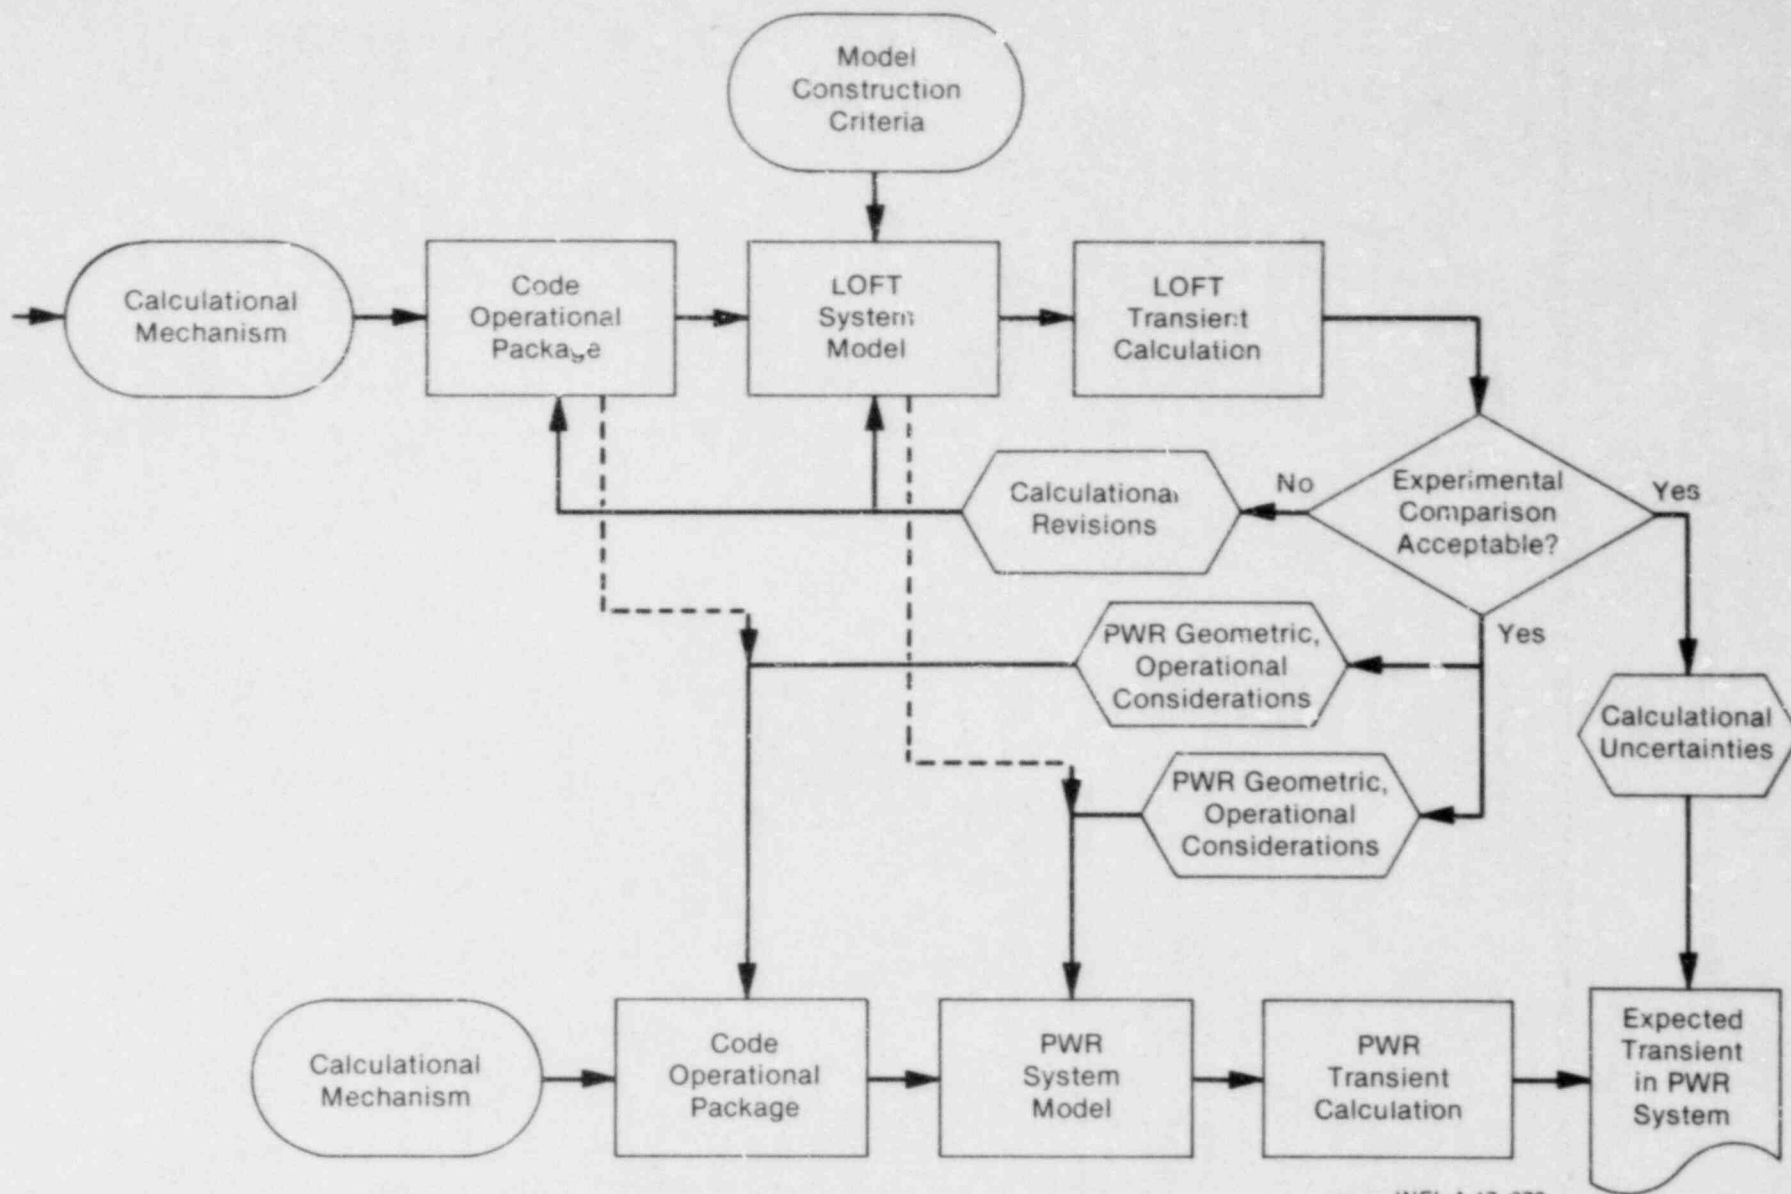 Model
Construction
Criteria
Calculational
Mechanism
Code
Operational
Package
LOFT
System
Model
LOFT
Transient
Calculation
Calculational
Revisions
No
Experimental
Comparison
Acceptable?
Yes
Yes
PWR Geometric,
Operational
Considerations
PWR Geometric,
Operational
Considerations
Calculational
Uncertainties
Calculational
Mechanism
Code
Operational
Package
PWR
System
Model
PWR
Transient
Calculation
Expected
Transient
in PWR
System